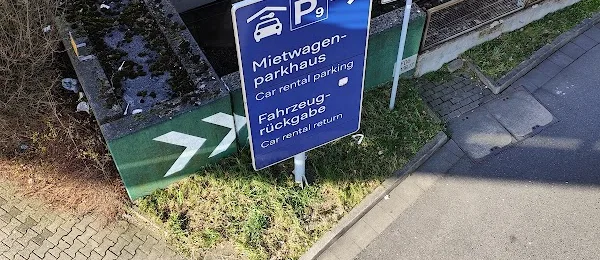 P9
Mietwagen-
parkhaus
Car rental parking
Fahrzeug-
rückgabe
Car rental return